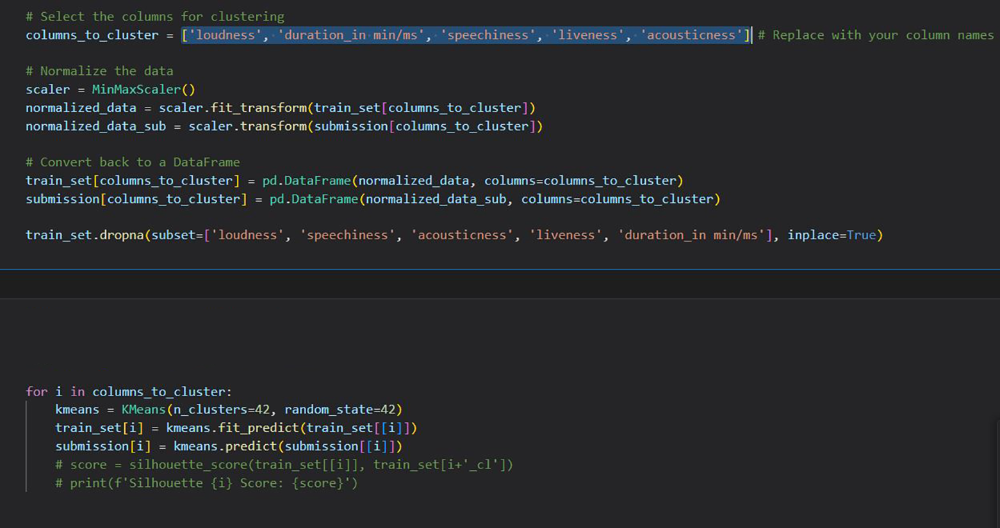 # Select the columns for clustering
columns_to_cluster = ['loudness', 'duration_in min/ms', 'speechiness', 'liveness', 'acousticness'] # Replace with your column names
# Normalize the data
scaler = MinMaxScaler()
normalized_data = scaler.fit_transform(train_set[columns_to_cluster])
normalized_data_sub = scaler.transform(submission[columns_to_cluster])
# Convert back to a DataFrame
train_set[columns_to_cluster] = pd.DataFrame(normalized_data, columns=columns_to_cluster)
submission[columns_to_cluster] = pd.DataFrame(normalized_data_sub, columns=columns_to_cluster)
train_set.dropna(subset=['loudness', 'speechiness', 'acousticness', 'liveness', 'duration_in min/ms'], inplace=True)
for i in columns_to_cluster:
    kmeans = KMeans(n_clusters=42, random_state=42)
    train_set[i] = kmeans.fit_predict(train_set[[i]])
    submission[i] = kmeans.predict(submission[[i]])
    # score = silhouette_score(train_set[[i]], train_set[i+'_cl'])
    # print(f'Silhouette {i} Score: {score}')